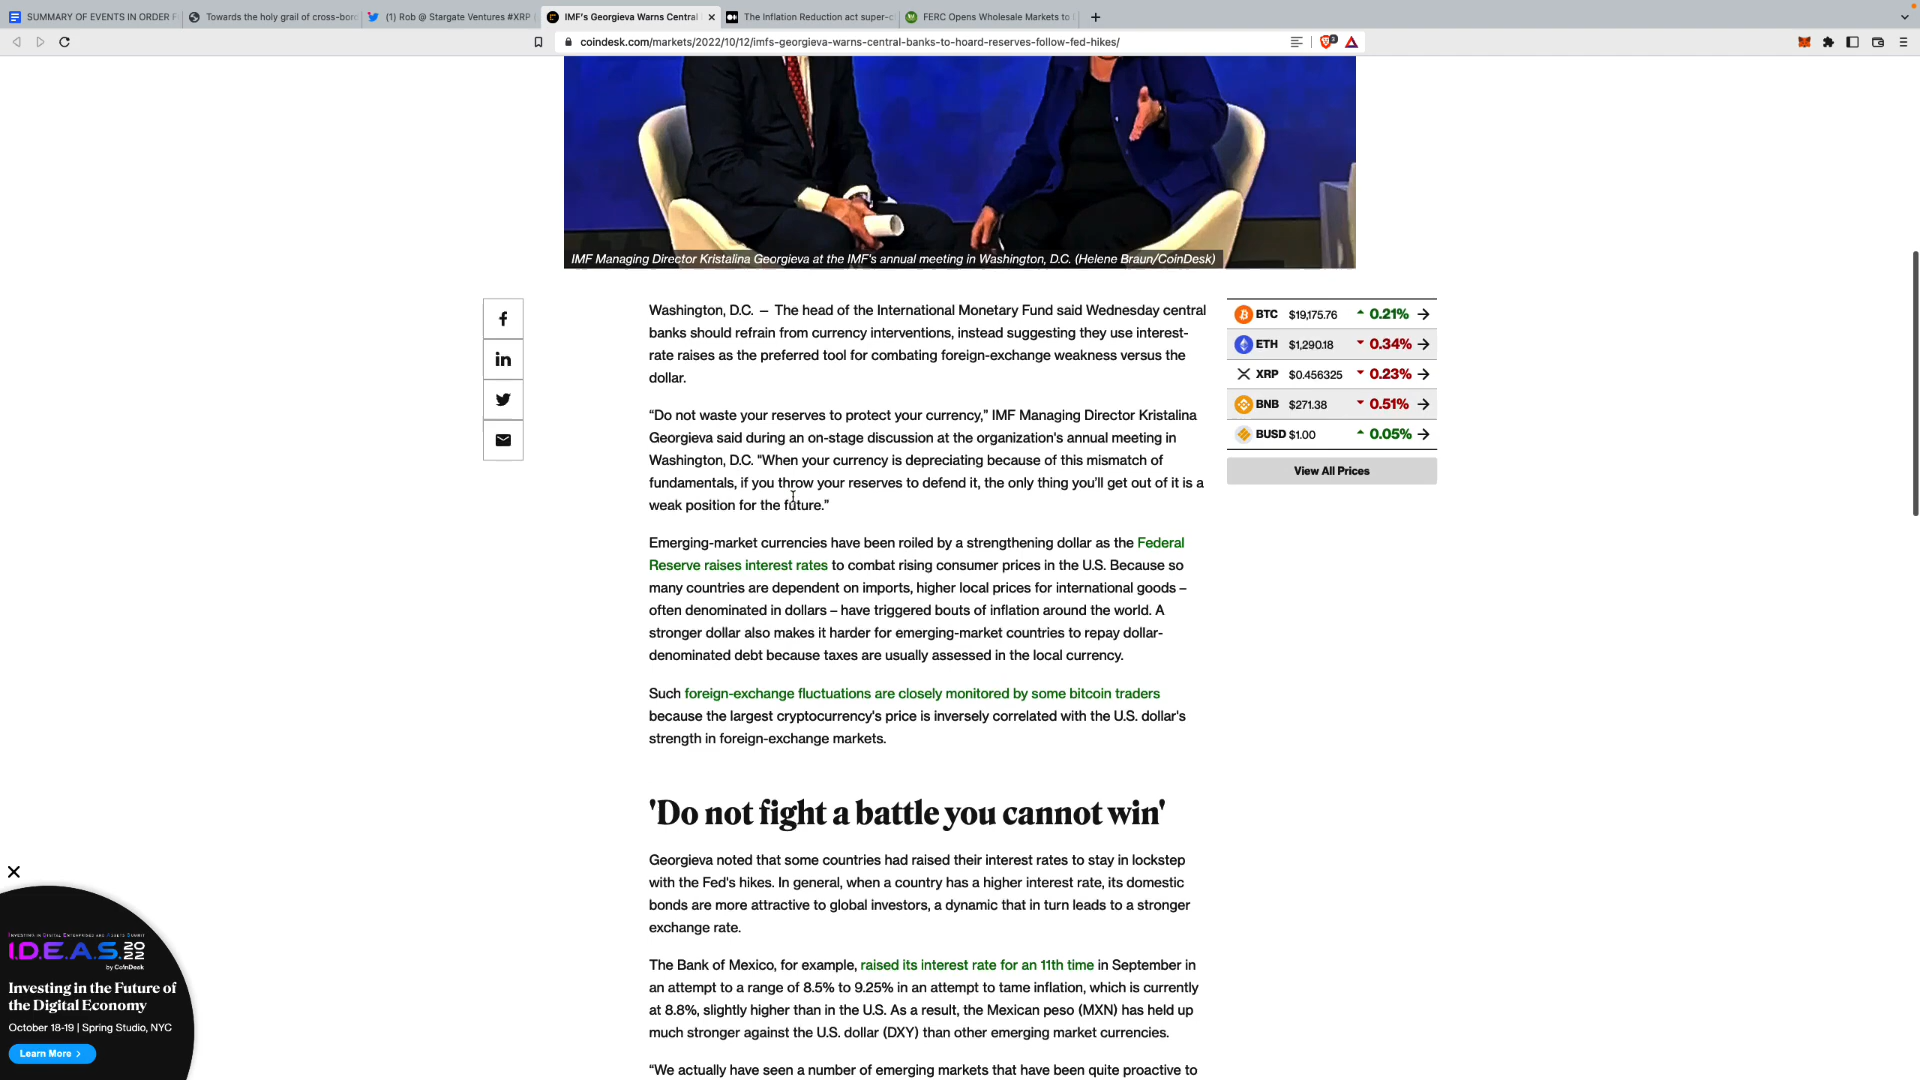 SUMMARY OF EVENTS IN ORDER F
Towards the holy grail of cross-bor
(1) Rob @ Stargate Ventures #XRP (
IMF's Georgieva Warns Central
The Inflation Reduction act super-c
FERC Opens Wholesale Markets to
coindesk.com/markets/2022/10/12/imfs-georgieva-warns-central-banks-to-hoard-reserves-follow-fed-hikes/
IMF Managing Director Kristalina Georgieva at the IMF's annual meeting in Washington, D.C. (Helene Braun/CoinDesk)
Washington, D.C. — The head of the International Monetary Fund said Wednesday central
banks should refrain from currency interventions, instead suggesting they use interest-
rate raises as the preferred tool for combating foreign-exchange weakness versus the
dollar.
“Do not waste your reserves to protect your currency,” IMF Managing Director Kristalina
Georgieva said during an on-stage discussion at the organization's annual meeting in
Washington, D.C. "When your currency is depreciating because of this mismatch of
fundamentals, if you throw your reserves to defend it, the only thing you’ll get out of it is a
weak position for the future.”
Emerging-market currencies have been roiled by a strengthening dollar as the Federal
Reserve raises interest rates to combat rising consumer prices in the U.S. Because so
many countries are dependent on imports, higher local prices for international goods –
often denominated in dollars – have triggered bouts of inflation around the world. A
stronger dollar also makes it harder for emerging-market countries to repay dollar-
denominated debt because taxes are usually assessed in the local currency.
Such foreign-exchange fluctuations are closely monitored by some bitcoin traders
because the largest cryptocurrency's price is inversely correlated with the U.S. dollar's
strength in foreign-exchange markets.
'Do not fight a battle you cannot win'
Georgieva noted that some countries had raised their interest rates to stay in lockstep
with the Fed's hikes. In general, when a country has a higher interest rate, its domestic
bonds are more attractive to global investors, a dynamic that in turn leads to a stronger
exchange rate.
The Bank of Mexico, for example, raised its interest rate for an 11th time in September in
an attempt to a range of 8.5% to 9.25% in an attempt to tame inflation, which is currently
at 8.8%, slightly higher than in the U.S. As a result, the Mexican peso (MXN) has held up
much stronger against the U.S. dollar (DXY) than other emerging market currencies.
“We actually have seen a number of emerging markets that have been quite proactive to
BTC $19,175.76 0.21%
ETH $1,290.18 0.34%
XRP $0.456325 0.23%
BNB $271.38 0.51%
BUSD $1.00 0.05%
View All Prices
INVESTING IN DIGITAL ENTERPRISES AND ASSETS SUMMIT
I.D.E.A.S. 2022
by CoinDesk
Investing in the Future of
the Digital Economy
October 18-19 | Spring Studio, NYC
Learn More >